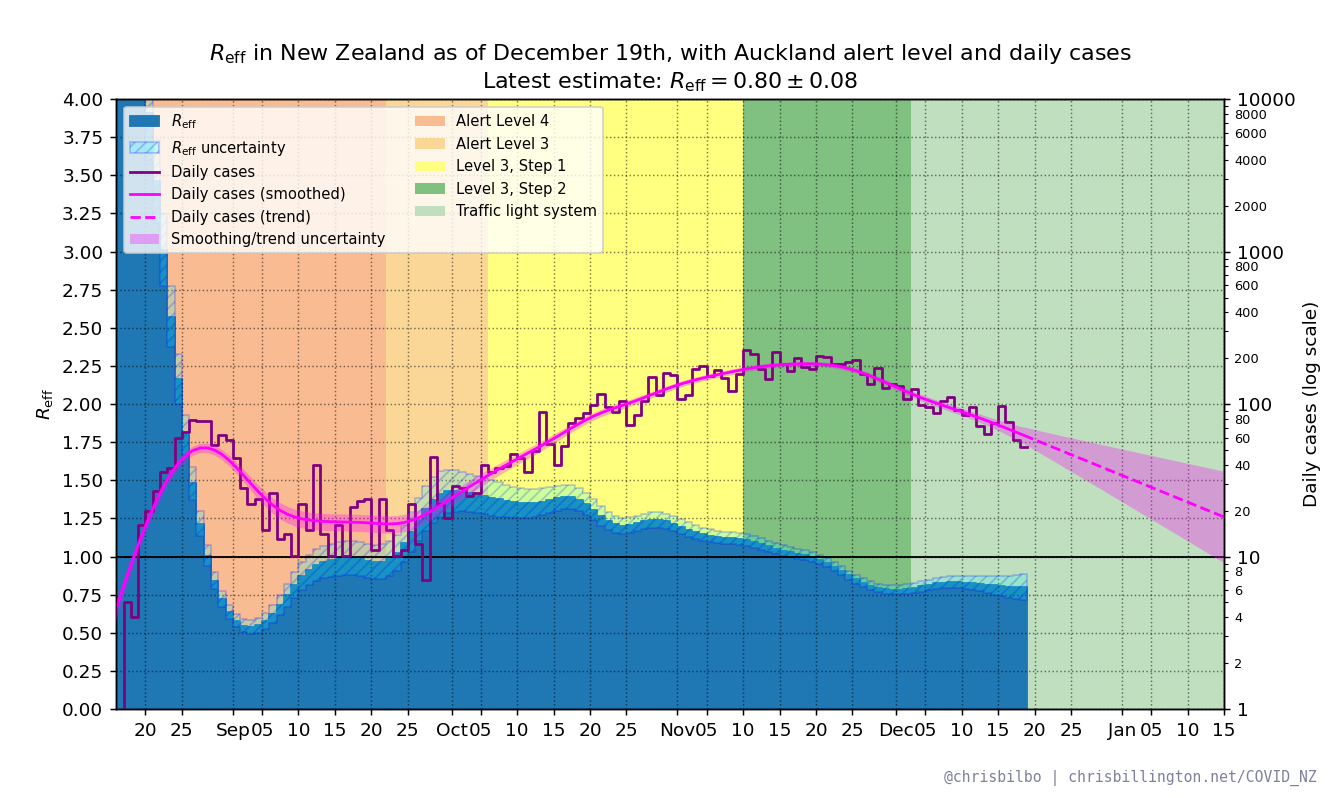 R_eff in New Zealand as of December 19th, with Auckland alert level and daily cases
Latest estimate: R_eff = 0.80 ± 0.08
R_eff
R_eff uncertainty
Daily cases
Daily cases (smoothed)
Daily cases (trend)
Smoothing/trend uncertainty
Alert Level 4
Alert Level 3
Level 3, Step 1
Level 3, Step 2
Traffic light system
R_eff
4.00
3.75
3.50
3.25
3.00
2.75
2.50
2.25
2.00
1.75
1.50
1.25
1.00
0.75
0.50
0.25
0.00
10000
8000
6000
4000
2000
1000
800
600
400
200
100
80
60
40
20
10
8
6
4
2
1
Daily cases (log scale)
20 25 Sep 05 10 15 20 25 Oct 05 10 15 20 25 Nov 05 10 15 20 25 Dec 05 10 15 20 25 Jan 05 10 15
@chrisbilbo | chrisbillington.net/COVID_NZ